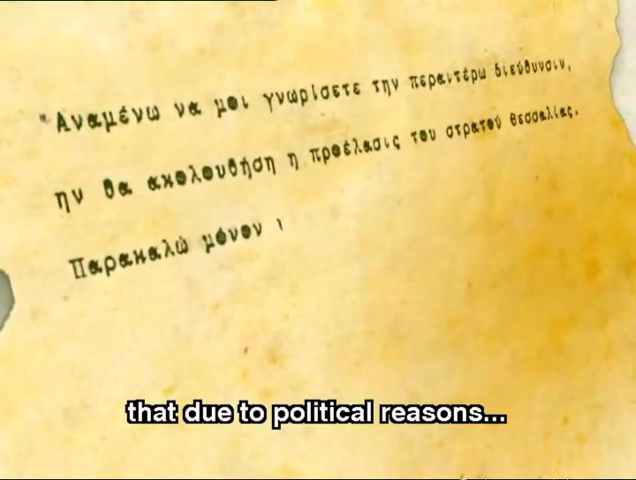 "Αναμένω να μοι γνωρίσετε την περαιτέρω διεύθυνσιν,
ην θα ακολουθήση η προέλασις του στρατού θεσσαλίας.
Παρακαλώ μόνον ι
that due to political reasons...